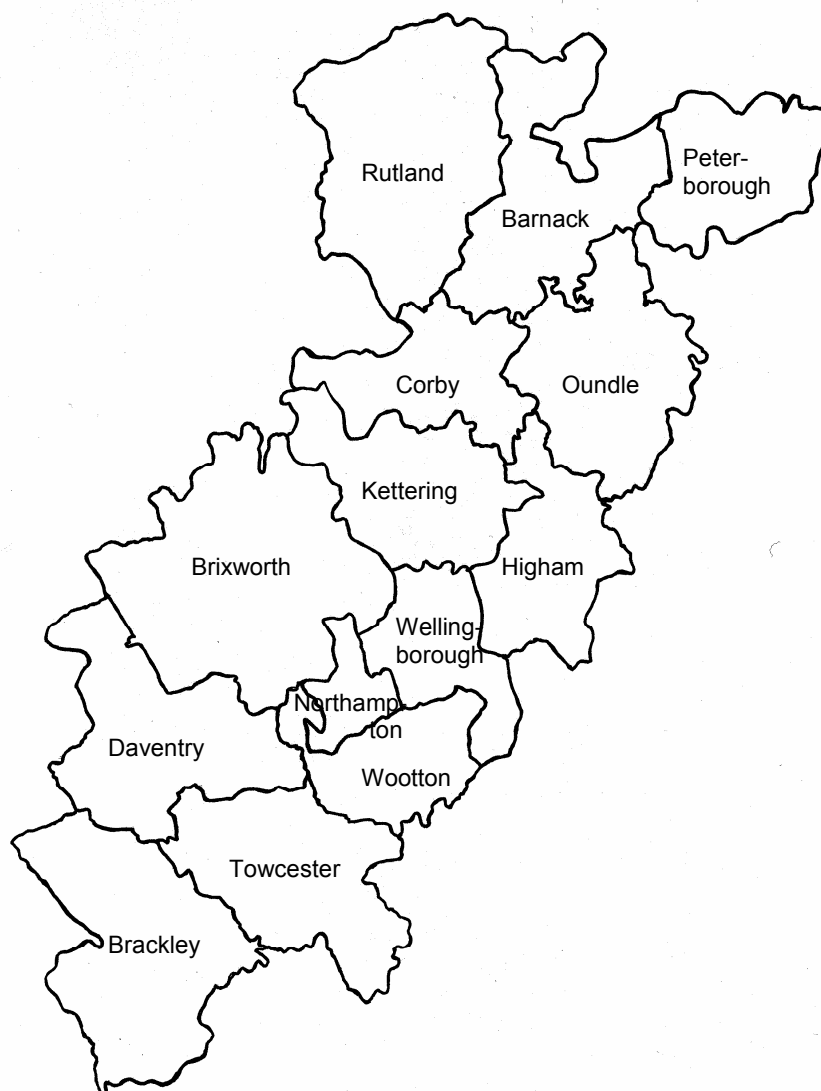 Rutland
Peter-
borough
Barnack
Corby
Oundle
Kettering
Brixworth
Higham
Welling-
borough
Northamp-
ton
Daventry
Wootton
Towcester
Brackley